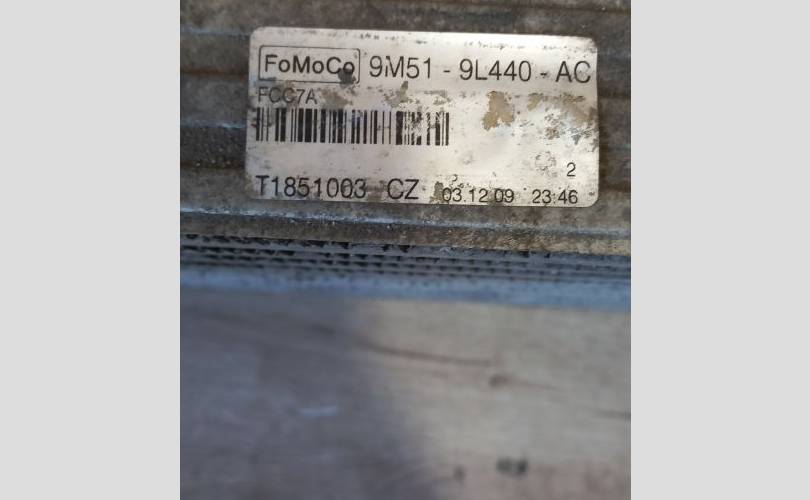 FoMoCo 9M51 - 9L440 - AC
FCC7A
2
T1851003 CZ 03.12.09 23:46